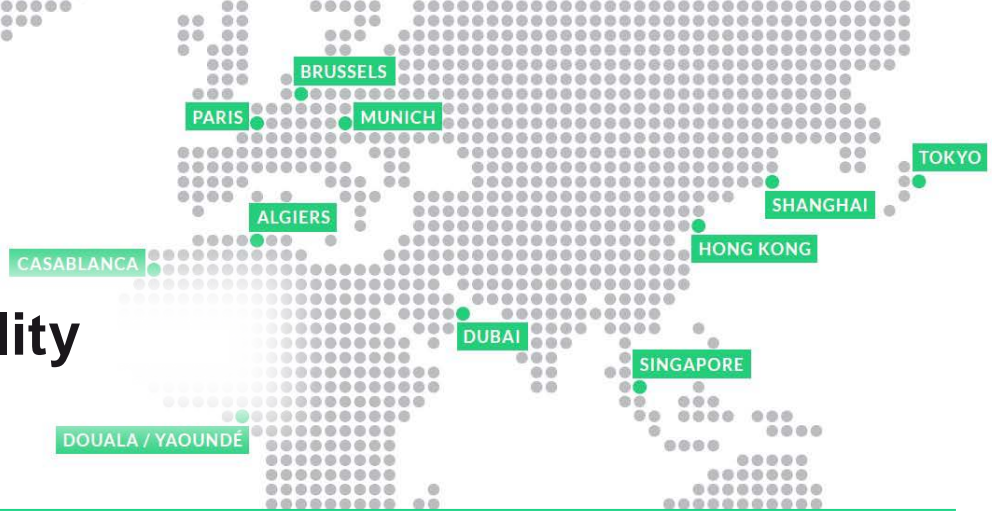 BRUSSELS
PARIS
MUNICH
TOKYO
SHANGHAI
ALGIERS
HONG KONG
CASABLANCA
lity
DUBAI
SINGAPORE
DOUALA / YAOUNDÉ